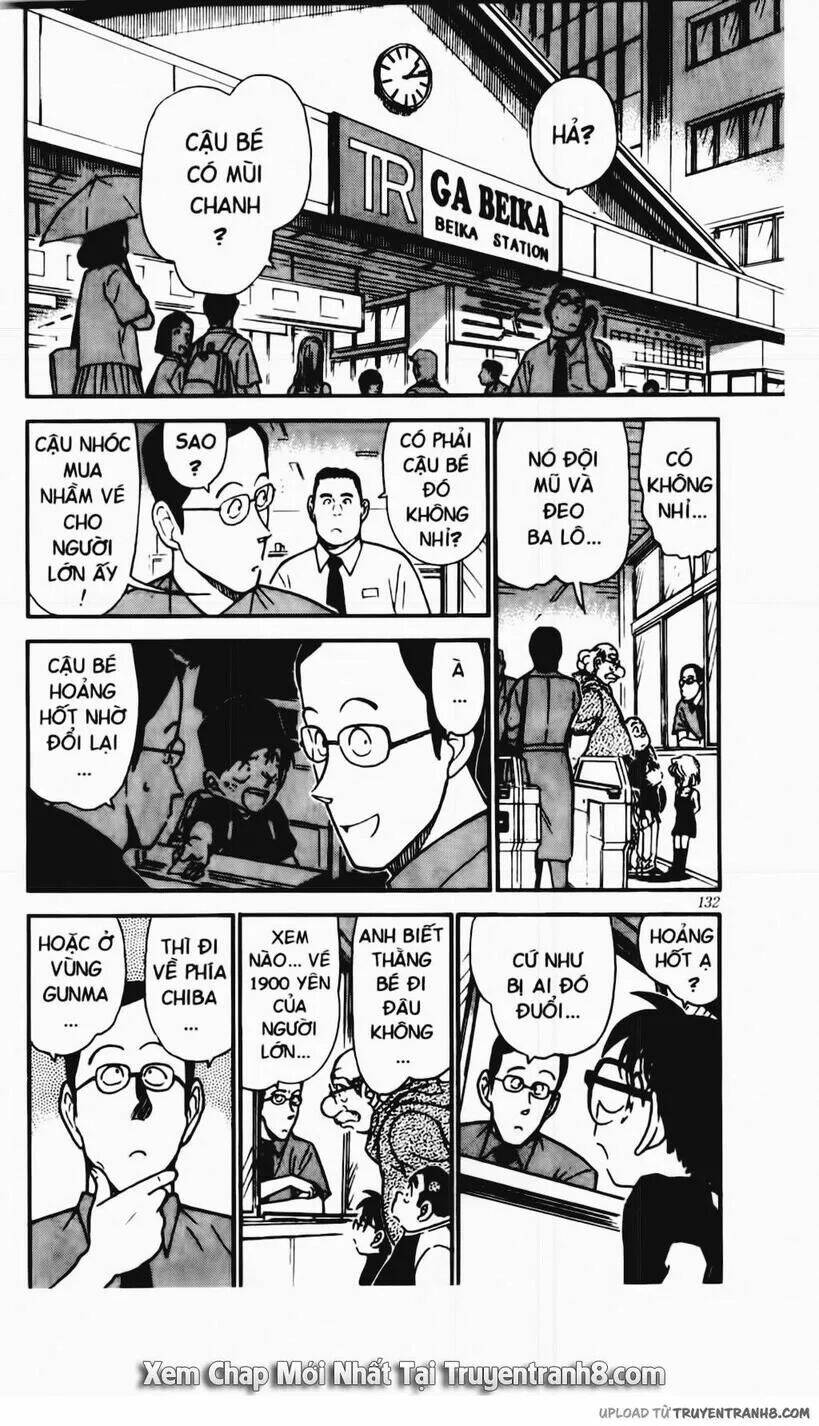 HẢ?
CẬU BÉ
CÓ MÙI
CHANH
?
TR
GA BEIKA
BEIKA STATION
CÓ
KHÔNG
NHỈ...
NÓ ĐỘI
MŨ VÀ
ĐEO
BA LÔ...
CÓ PHẢI
CẬU BÉ
ĐÓ
KHÔNG
NHỈ?
SAO
?
CẬU NHÓC
MUA
NHẦM VÉ
CHO
NGƯỜI
LỚN ẤY
!
À
...
CẬU BÉ
HOẢNG
HỐT NHỜ
ĐỔI LẠI
...
132
HOẢNG
HỐT Ạ
?
CỨ NHƯ
BỊ AI ĐÓ
ĐUỔI...
ANH BIẾT
THẰNG
BÉ ĐI
ĐÂU
KHÔNG
...
XEM
NÀO... VÉ
1900 YÊN
CỦA
NGƯỜI
LỚN...
THÌ ĐI
VỀ PHÍA
CHIBA
...
HOẶC Ở
VÙNG
GUNMA
...
Xem Chap Mới Nhất Tại Truyentranh8.com
UPLOAD TỪ TRUYENTRANH8.COM